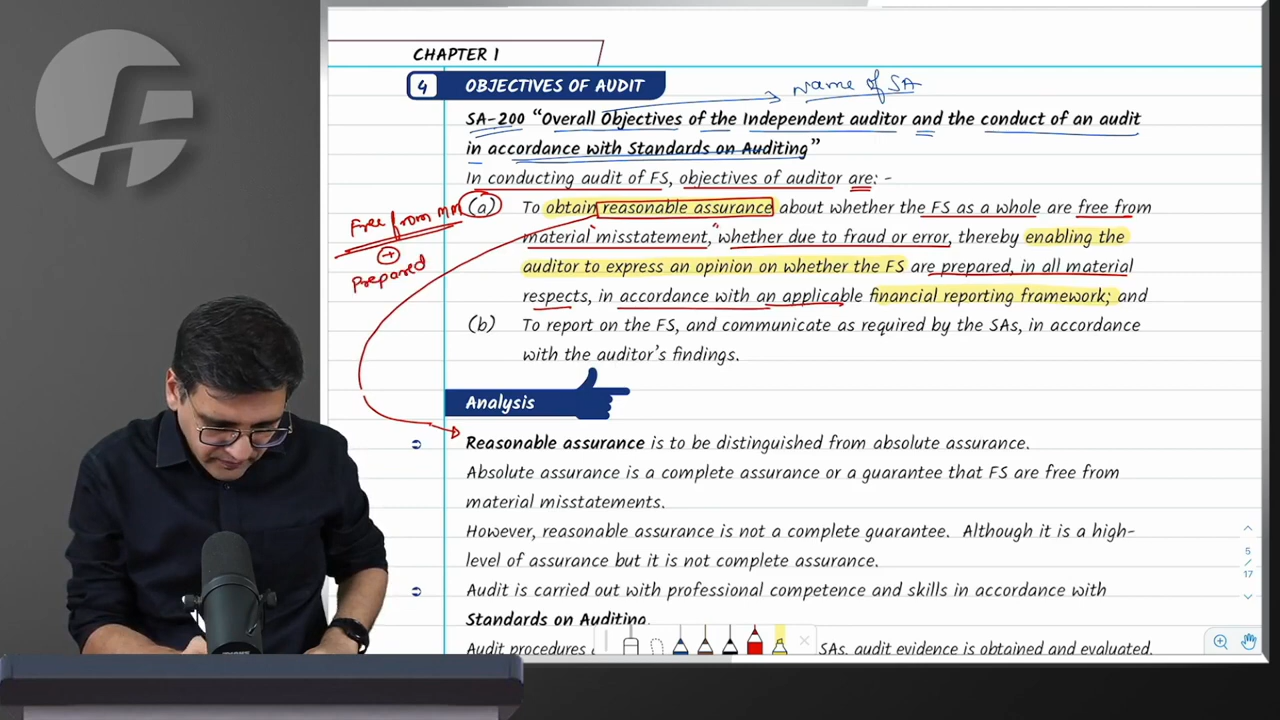 CHAPTER 1
4 OBJECTIVES OF AUDIT
Name of SA
SA-200 “Overall Objectives of the Independent auditor and the conduct of an audit
in accordance with Standards on Auditing”
In conducting audit of FS, objectives of auditor are: -
(a) To obtain reasonable assurance about whether the FS as a whole are free from
Free from MM
material misstatement, whether due to fraud or error, thereby enabling the
+
Prepared
auditor to express an opinion on whether the FS are prepared, in all material
respects, in accordance with an applicable financial reporting framework; and
(b) To report on the FS, and communicate as required by the SAs, in accordance
with the auditor’s findings.
Analysis
Reasonable assurance is to be distinguished from absolute assurance.
Absolute assurance is a complete assurance or a guarantee that FS are free from
material misstatements.
However, reasonable assurance is not a complete guarantee. Although it is a high-
level of assurance but it is not complete assurance.
Audit is carried out with professional competence and skills in accordance with
Standards on Auditing.
Audit procedures SAs, audit evidence is obtained and evaluated.
5
/
17